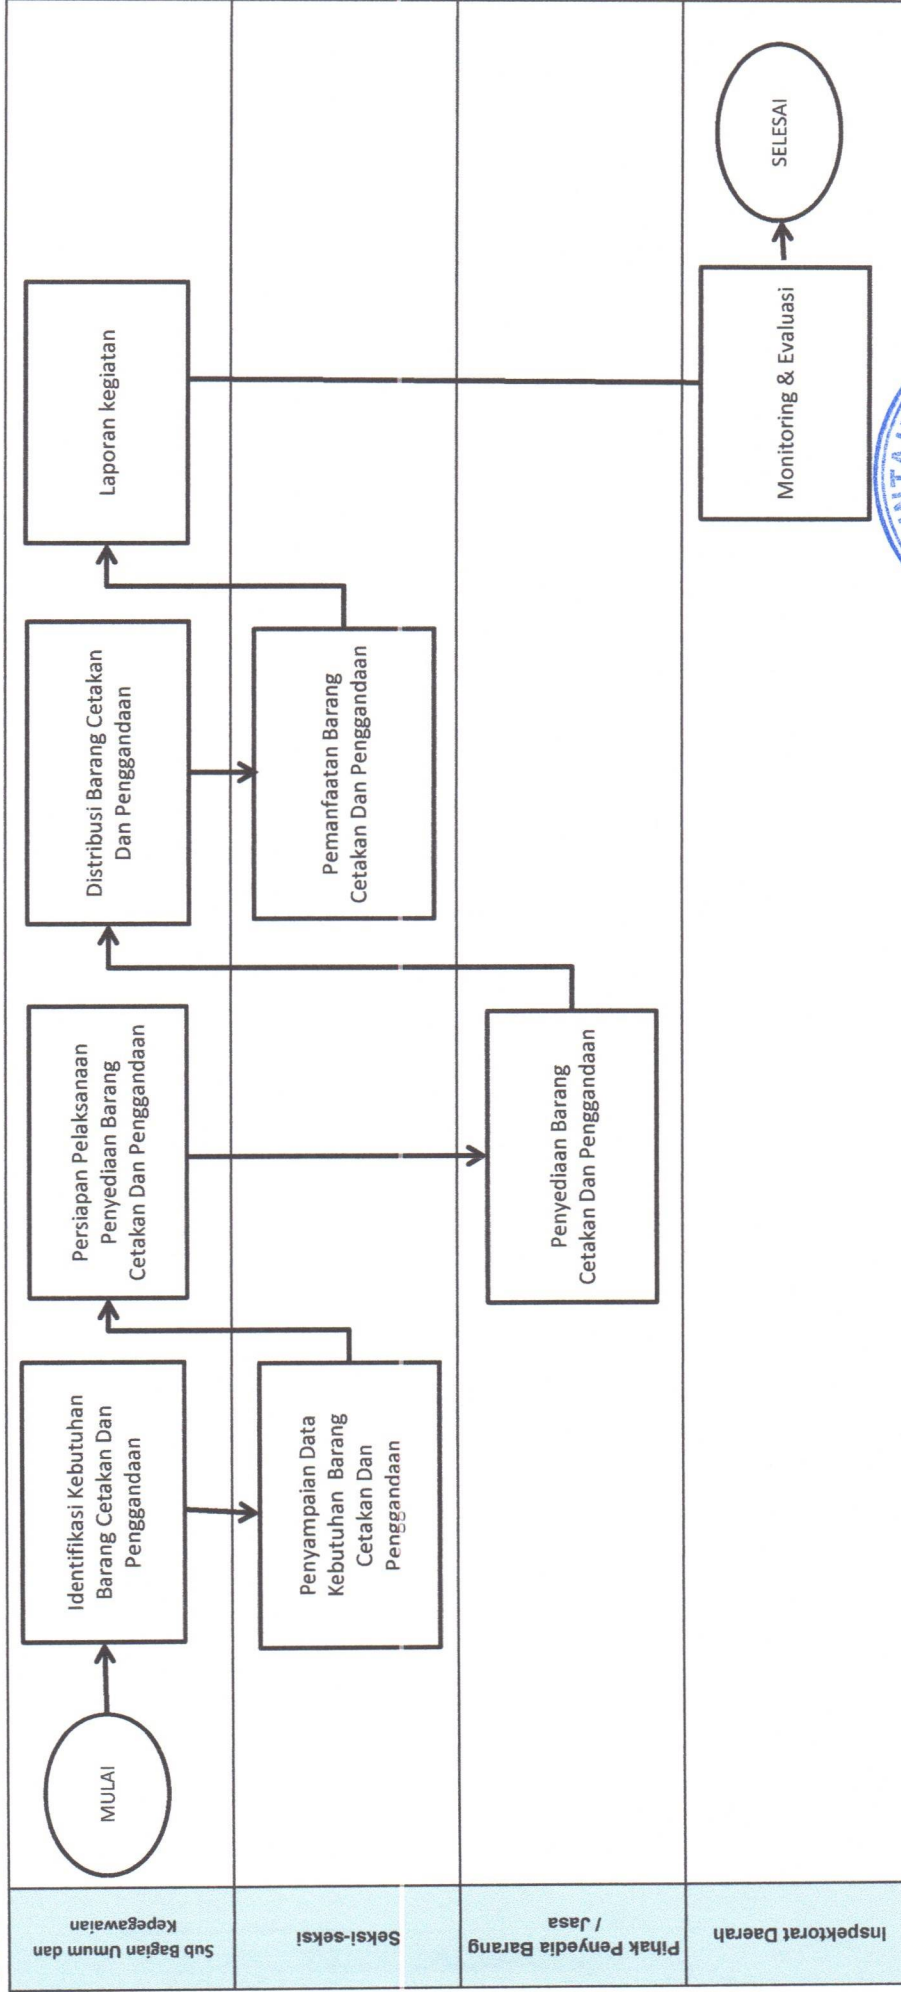 Sub Bagian Umum dan
Kepegawaian
MULAI
Identifikasi Kebutuhan
Barang Cetakan Dan
Penggandaan
Persiapan Pelaksanaan
Penyediaan Barang
Cetakan Dan Penggandaan
Distribusi Barang Cetakan
Dan Penggandaan
Laporan kegiatan
Seksi-seksi
Penyampaian Data
Kebutuhan Barang
Cetakan Dan
Penggandaan
Pemanfaatan Barang
Cetakan Dan Penggandaan
Pihak Penyedia Barang
/ Jasa
Penyediaan Barang
Cetakan Dan Penggandaan
Inspektorat Daerah
Monitoring & Evaluasi
SELESAI